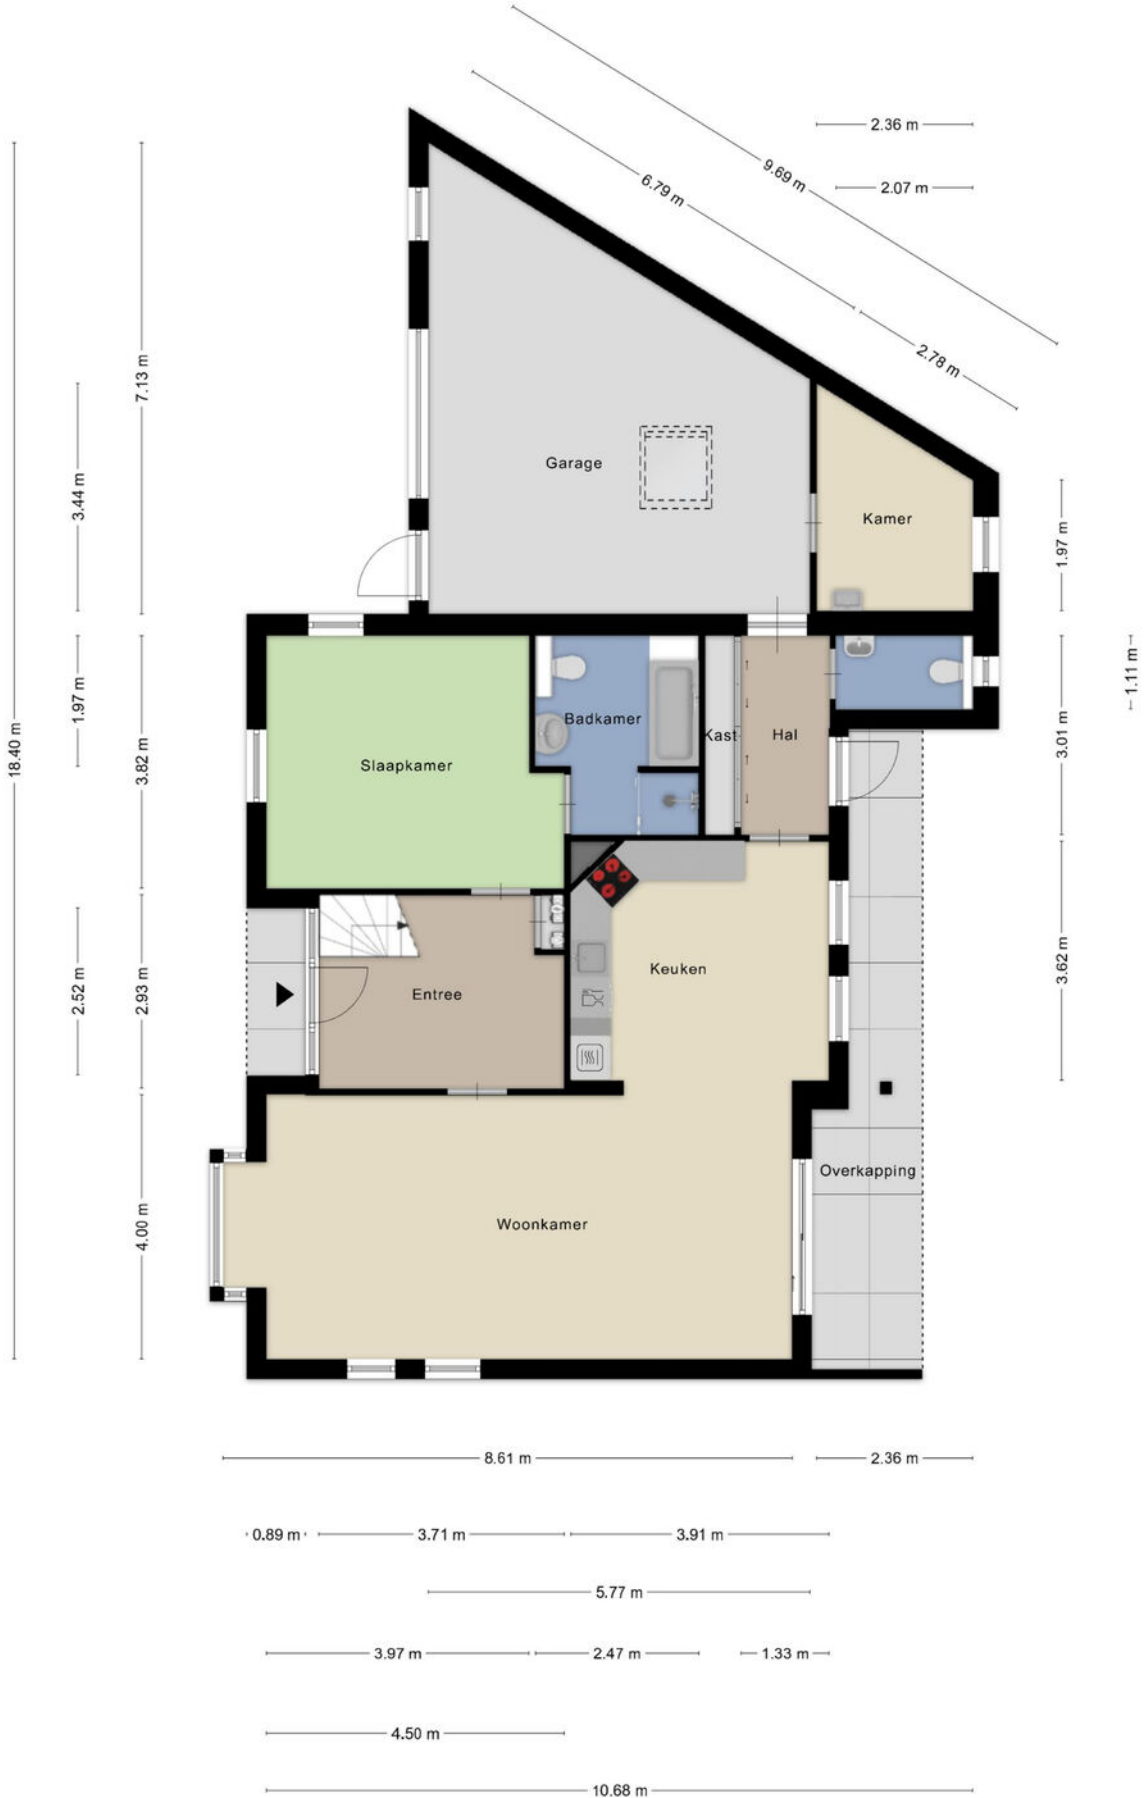 2.36 m
9.69 m
6.79 m
2.07 m
2.78 m
7.13 m
3.44 m
Garage
Kamer
1.97 m
1.11 m
1.97 m
18.40 m
3.82 m
3.01 m
Badkamer
Kast
Hal
Slaapkamer
3.62 m
Keuken
2.52 m
2.93 m
Entree
Overkapping
4.00 m
Woonkamer
8.61 m
2.36 m
0.89 m
3.71 m
3.91 m
5.77 m
3.97 m
2.47 m
1.33 m
4.50 m
10.68 m